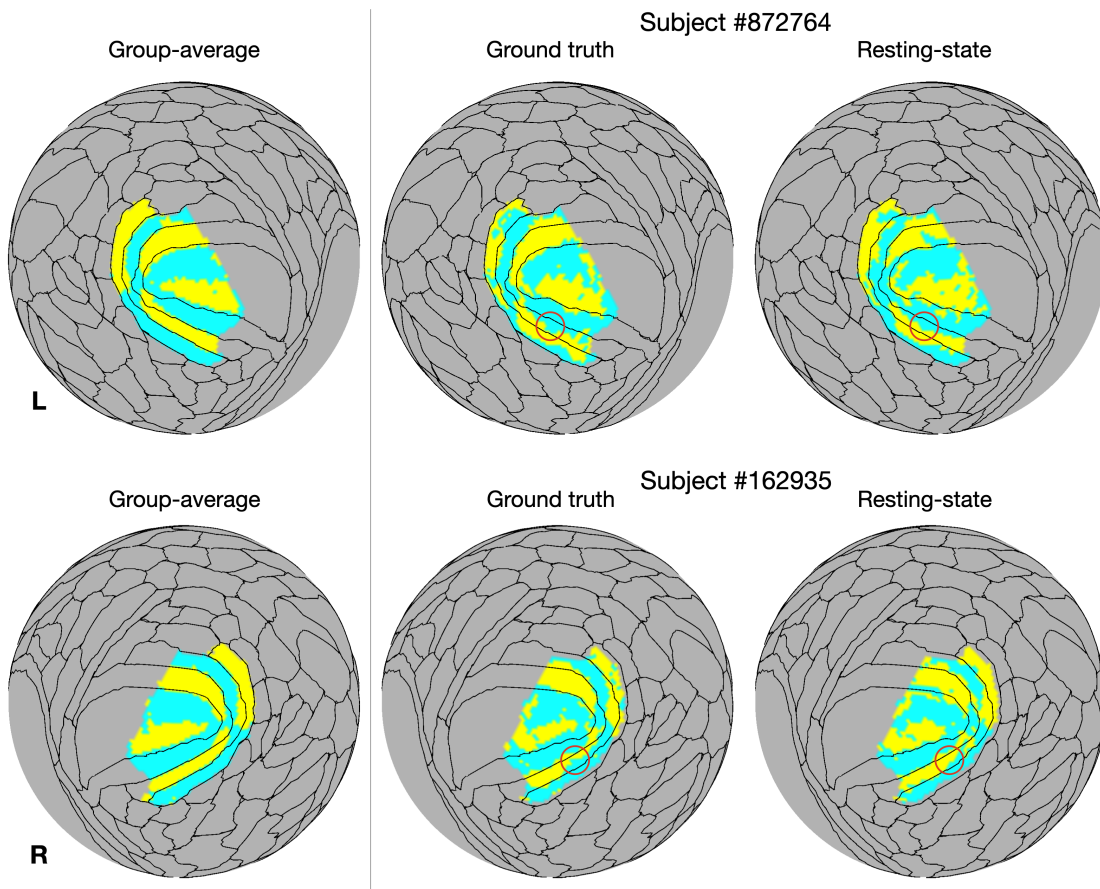 Subject #872764
Group-average
Ground truth
Resting-state
L
Subject #162935
Group-average
Ground truth
Resting-state
R